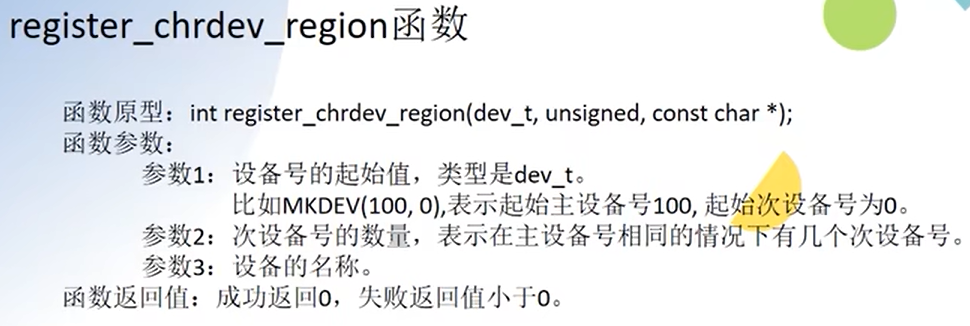 register_chrdev_region函数
函数原型：int register_chrdev_region(dev_t, unsigned, const char *);
函数参数：
参数1：设备号的起始值，类型是dev_t。
比如MKDEV(100, 0),表示起始主设备号100, 起始次设备号为0。
参数2：次设备号的数量，表示在主设备号相同的情况下有几个次设备号。
参数3：设备的名称。
函数返回值：成功返回0，失败返回值小于0。